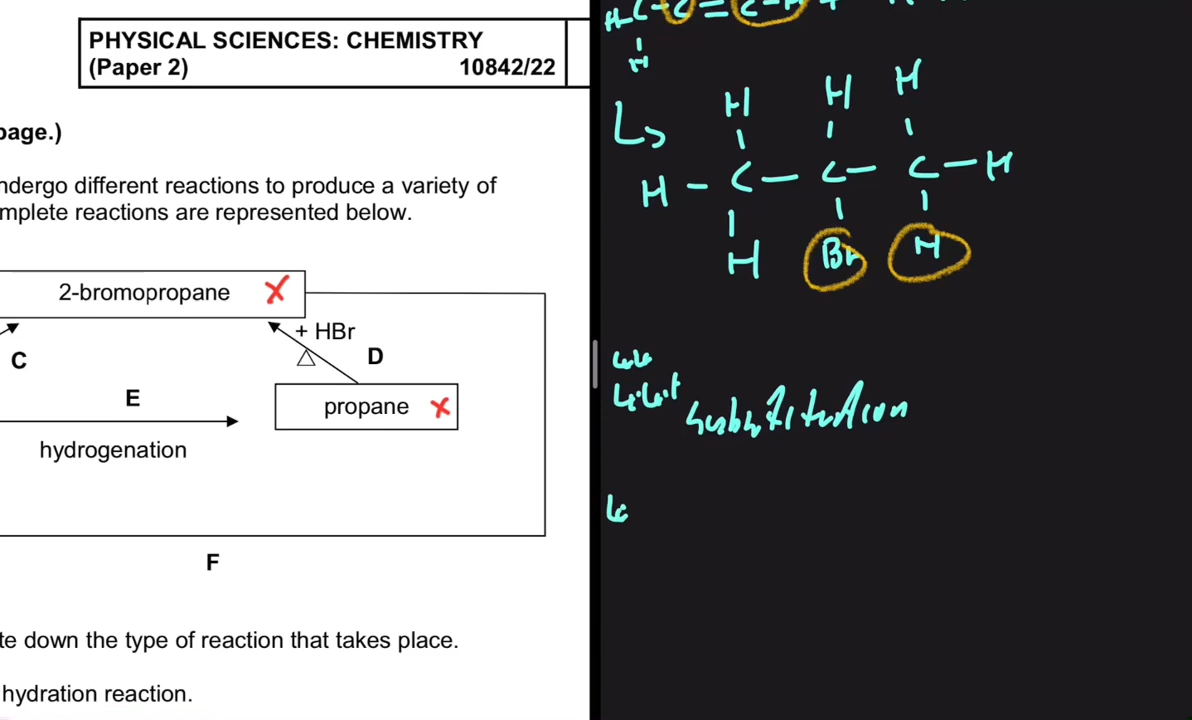 PHYSICAL SCIENCES: CHEMISTRY
(Paper 2) 10842/22
page.)
ndergo different reactions to produce a variety of
mplete reactions are represented below.
2-bromopropane
+ HBr
C
D
E
propane
hydrogenation
F
te down the type of reaction that takes place.
hydration reaction.
H
H H H
H - C - C - C - H
H Br H
substitution